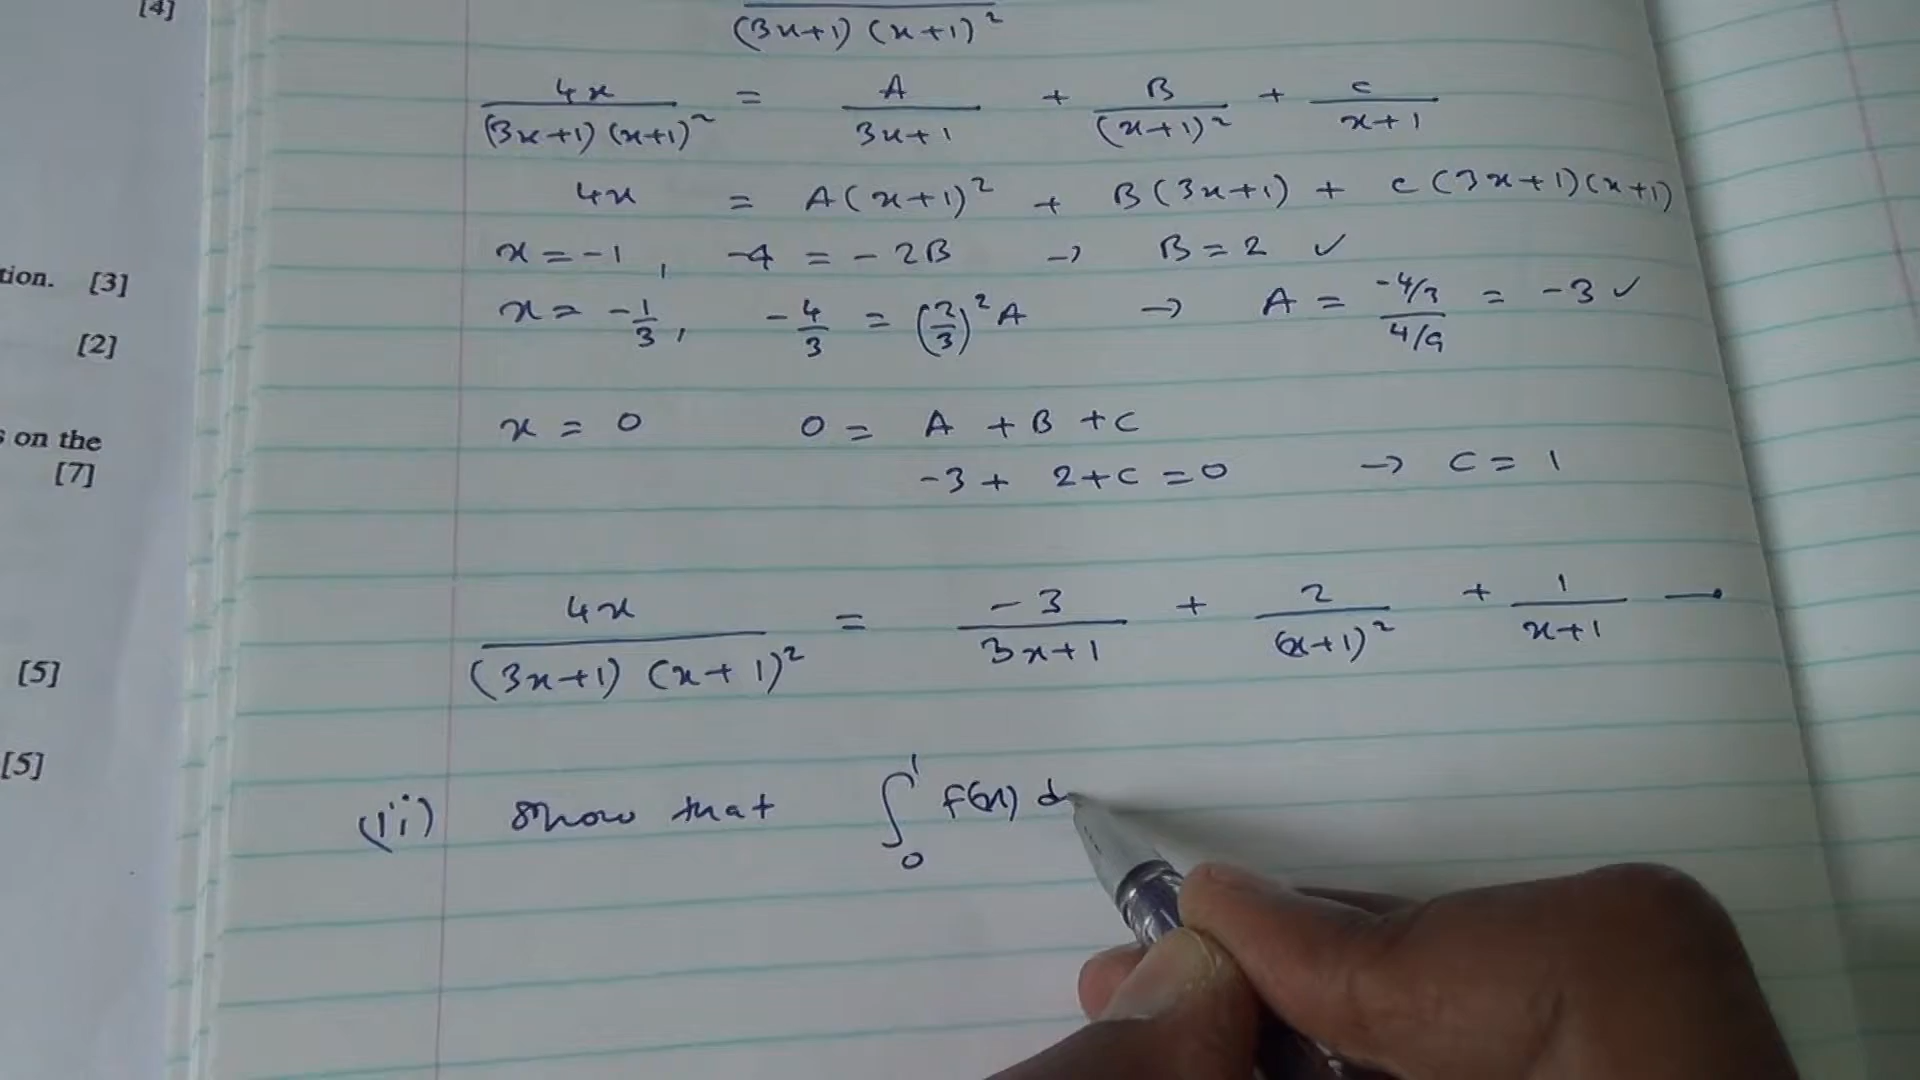 [4]
(3x+1) (x+1)²
4x / (3x+1) (x+1)² = A / 3x+1 + B / (x+1)² + C / x+1
4x = A(x+1)² + B(3x+1) + C(3x+1)(x+1)
x = -1, -4 = -2B → B = 2 ✓
tion. [3]
x = -1/3, -4/3 = (2/3)² A → A = -4/3 / 4/9 = -3 ✓
[2]
x = 0 0 = A + B + C
s on the
[7]
-3 + 2 + C = 0 → C = 1
4x / (3x+1) (x+1)² = -3 / 3x+1 + 2 / (x+1)² + 1 / x+1 —
[5]
[5]
(ii) Show that ∫₀¹ f(x) d